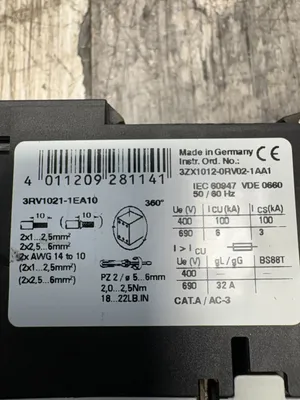 Made in Germany
Instr. Ord. No.:
3ZX1012-0RV02-1AA1
4 011209 281141
IEC 60947 VDE 0660
50 / 60 Hz
3RV1021-1EA10
360°
10 10
2x1...2,5mm²
2x2,5...6mm²
2x AWG 14 to 10
(2x1...2,5mm²)
(2x2,5...6mm²)
PZ 2 / ø 5...6mm
2,0...2,5Nm
18...22LB.IN
Ue (V) ICU (kA) ICS (kA)
400 100 100
690 6 3
I > ICU
Ue (V) gL / gG BS88T
400 - -
690 32 A
CAT.A / AC-3